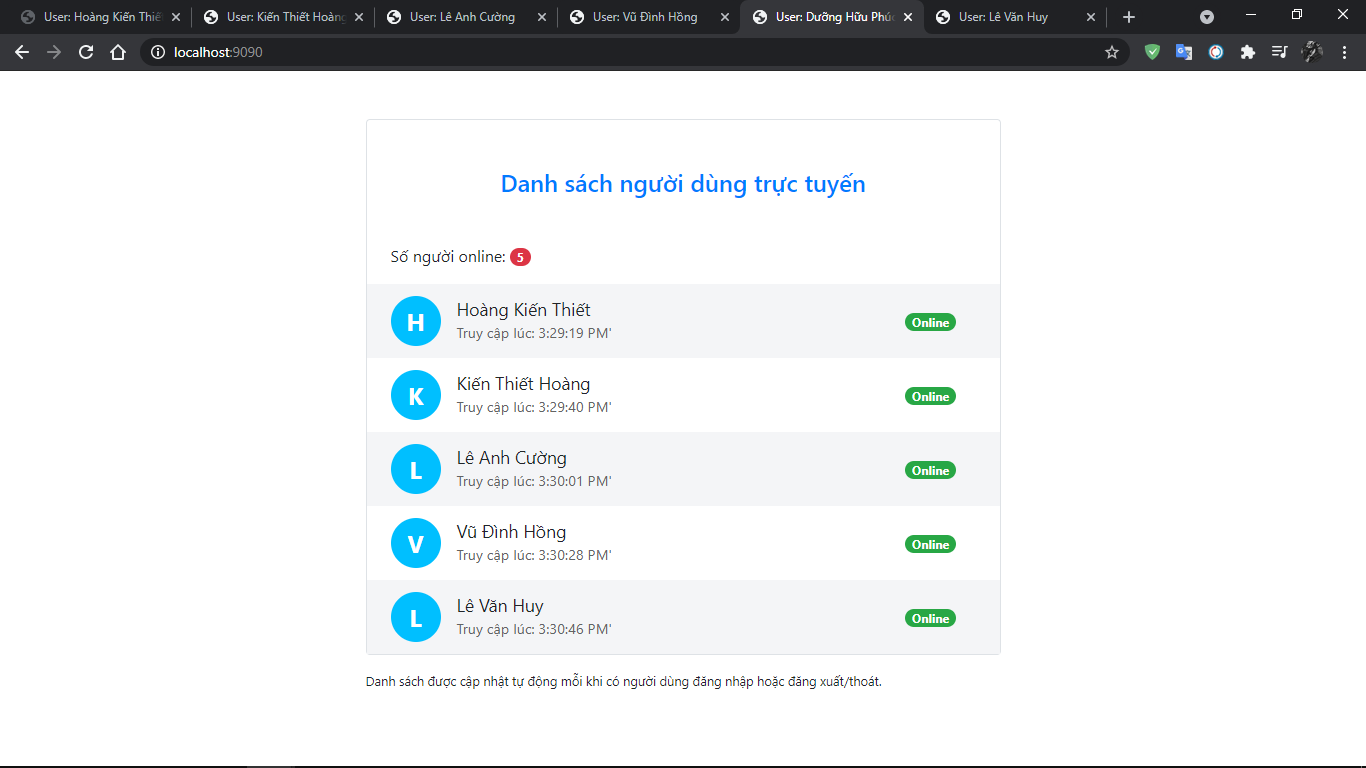 User: Hoàng Kiến Thiế
User: Kiến Thiết Hoàng
User: Lê Anh Cường
User: Vũ Đình Hồng
User: Dưỡng Hữu Phú
User: Lê Văn Huy
localhost:9090
Danh sách người dùng trực tuyến
Số người online: 5
H
Hoàng Kiến Thiết
Online
Truy cập lúc: 3:29:19 PM'
K
Kiến Thiết Hoàng
Online
Truy cập lúc: 3:29:40 PM'
L
Lê Anh Cường
Online
Truy cập lúc: 3:30:01 PM'
V
Vũ Đình Hồng
Online
Truy cập lúc: 3:30:28 PM'
L
Lê Văn Huy
Online
Truy cập lúc: 3:30:46 PM'
Danh sách được cập nhật tự động mỗi khi có người dùng đăng nhập hoặc đăng xuất/thoát.